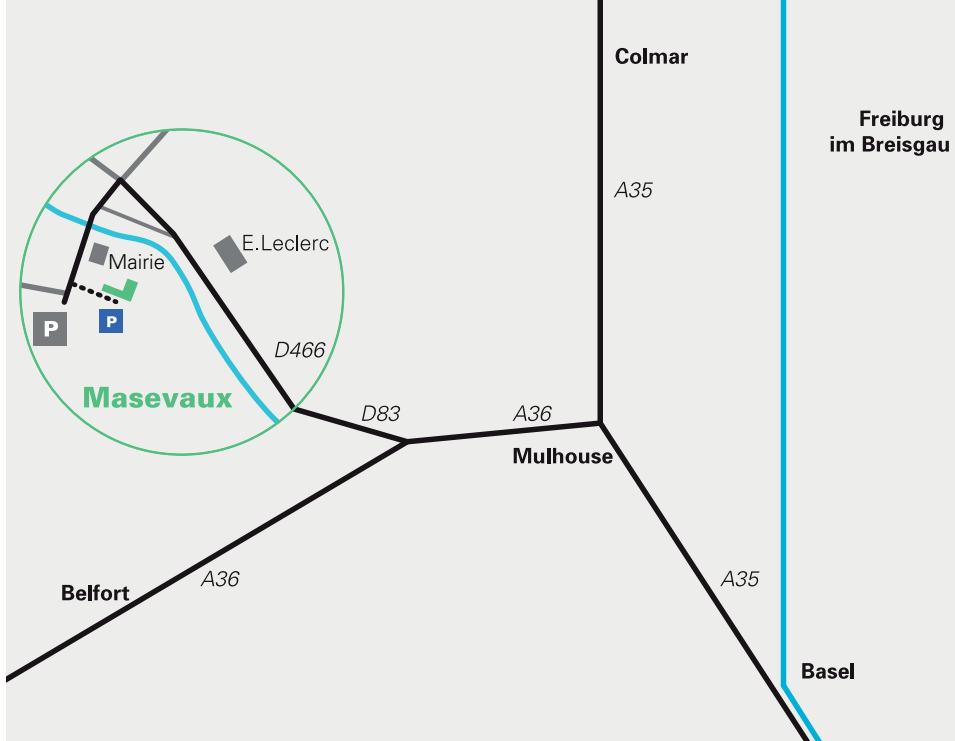 Colmar
Freiburg
im Breisgau
A35
E.Leclerc
Mairie
P
P
D466
Masevaux
D83
A36
Mulhouse
A36
A35
Belfort
Basel